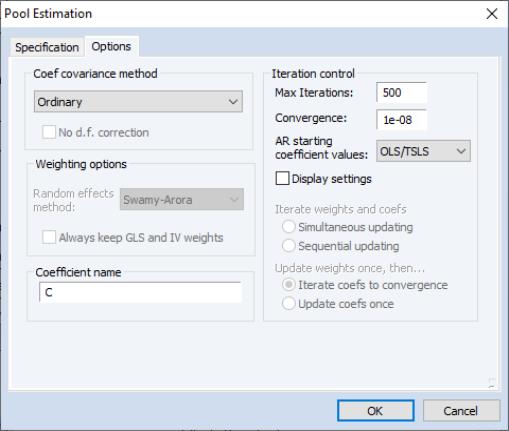 Pool Estimation
Specification
Options
Coef covariance method
Ordinary
No d.f. correction
Weighting options
Random effects
method:
Swamy-Arora
Always keep GLS and IV weights
Coefficient name
C
Iteration control
Max Iterations:
500
Convergence:
1e-08
AR starting
coefficient values:
OLS/TSLS
Display settings
Iterate weights and coefs
Simultaneous updating
Sequential updating
Update weights once, then...
Iterate coefs to convergence
Update coefs once
OK
Cancel